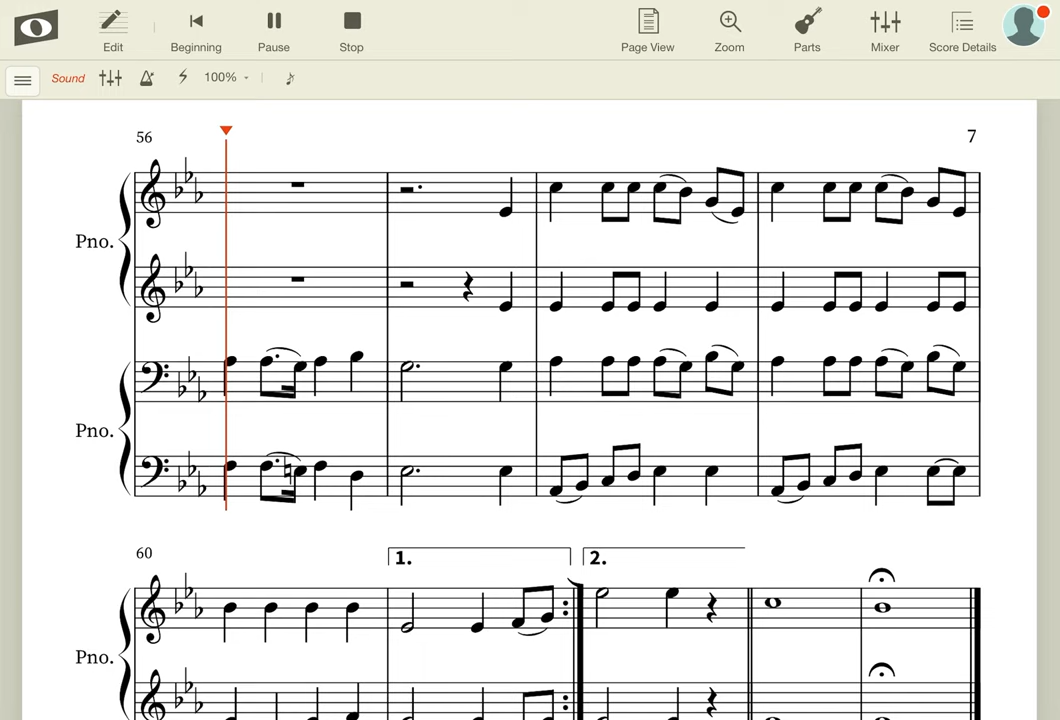 Edit Beginning Pause Stop Page View Zoom Parts Mixer Score Details
Sound 100%
56 7
Pno.
Pno.
60 1. 2.
Pno.